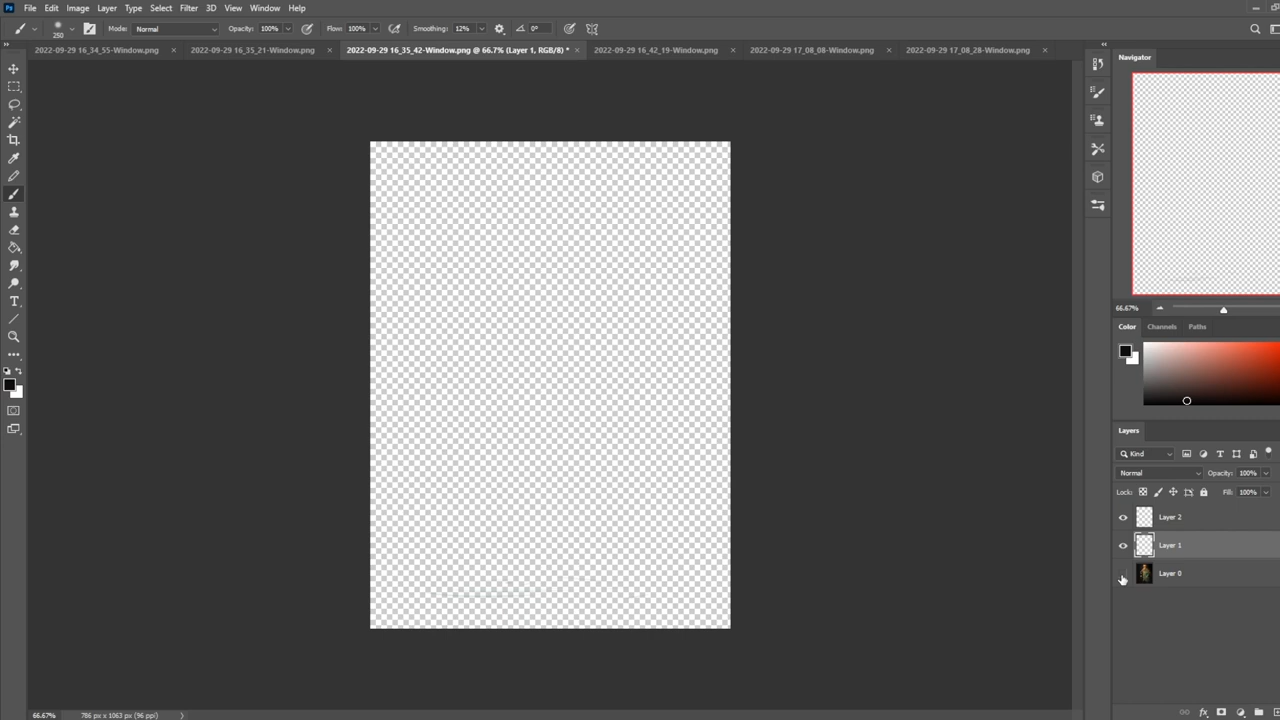 Ps File Edit Image Layer Type Select Filter 3D View Window Help
250 Mode: Normal Opacity: 100% Flow: 100% Smoothing: 12% 0°
2022-09-29 16_34_55-Window.png × 2022-09-29 16_35_21-Window.png × 2022-09-29 16_35_42-Window.png @ 66.7% (Layer 1, RGB/8) * × 2022-09-29 16_42_19-Window.png × 2022-09-29 17_08_08-Window.png × 2022-09-29 17_08_28-Window.png ×
Navigator
66.67%
Color Channels Paths
Layers
Kind
Normal Opacity: 100%
Lock: Fill: 100%
Layer 2
Layer 1
Layer 0
fx
66.67% 786 px x 1063 px (96 ppi)